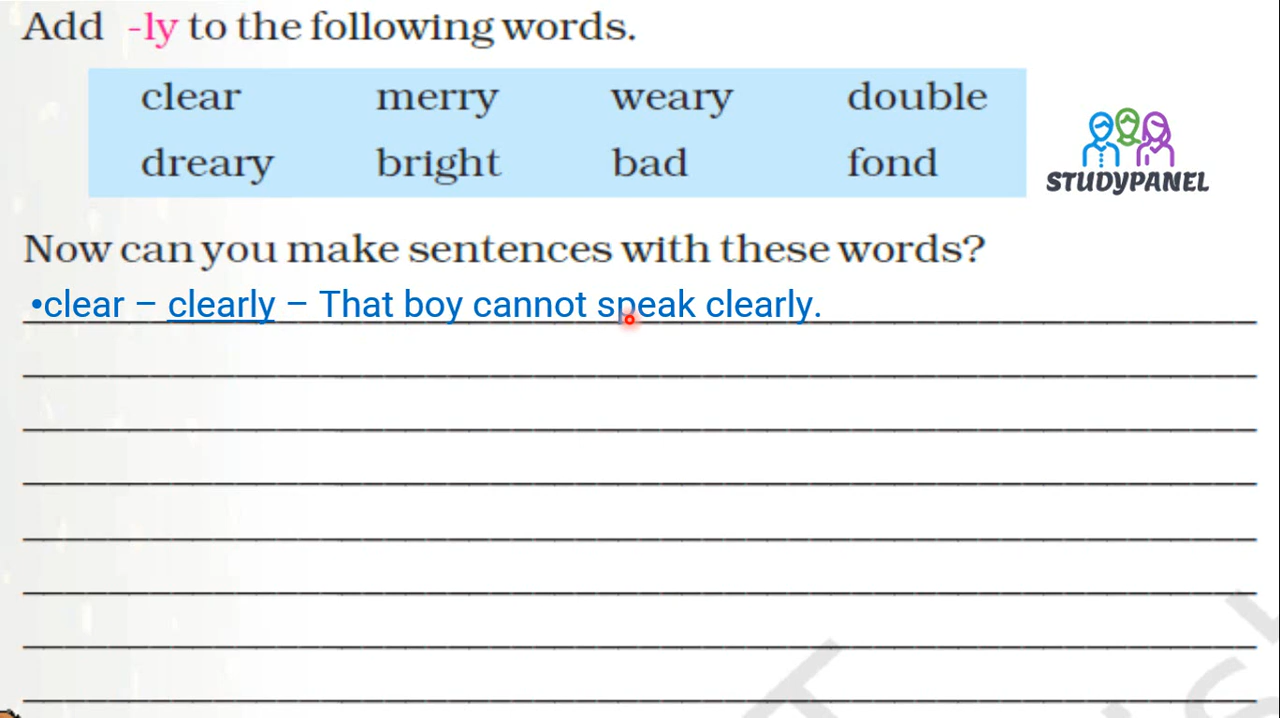 Add -ly to the following words.
clear merry weary double
dreary bright bad fond
STUDYPANEL
Now can you make sentences with these words?
•clear – clearly – That boy cannot speak clearly.